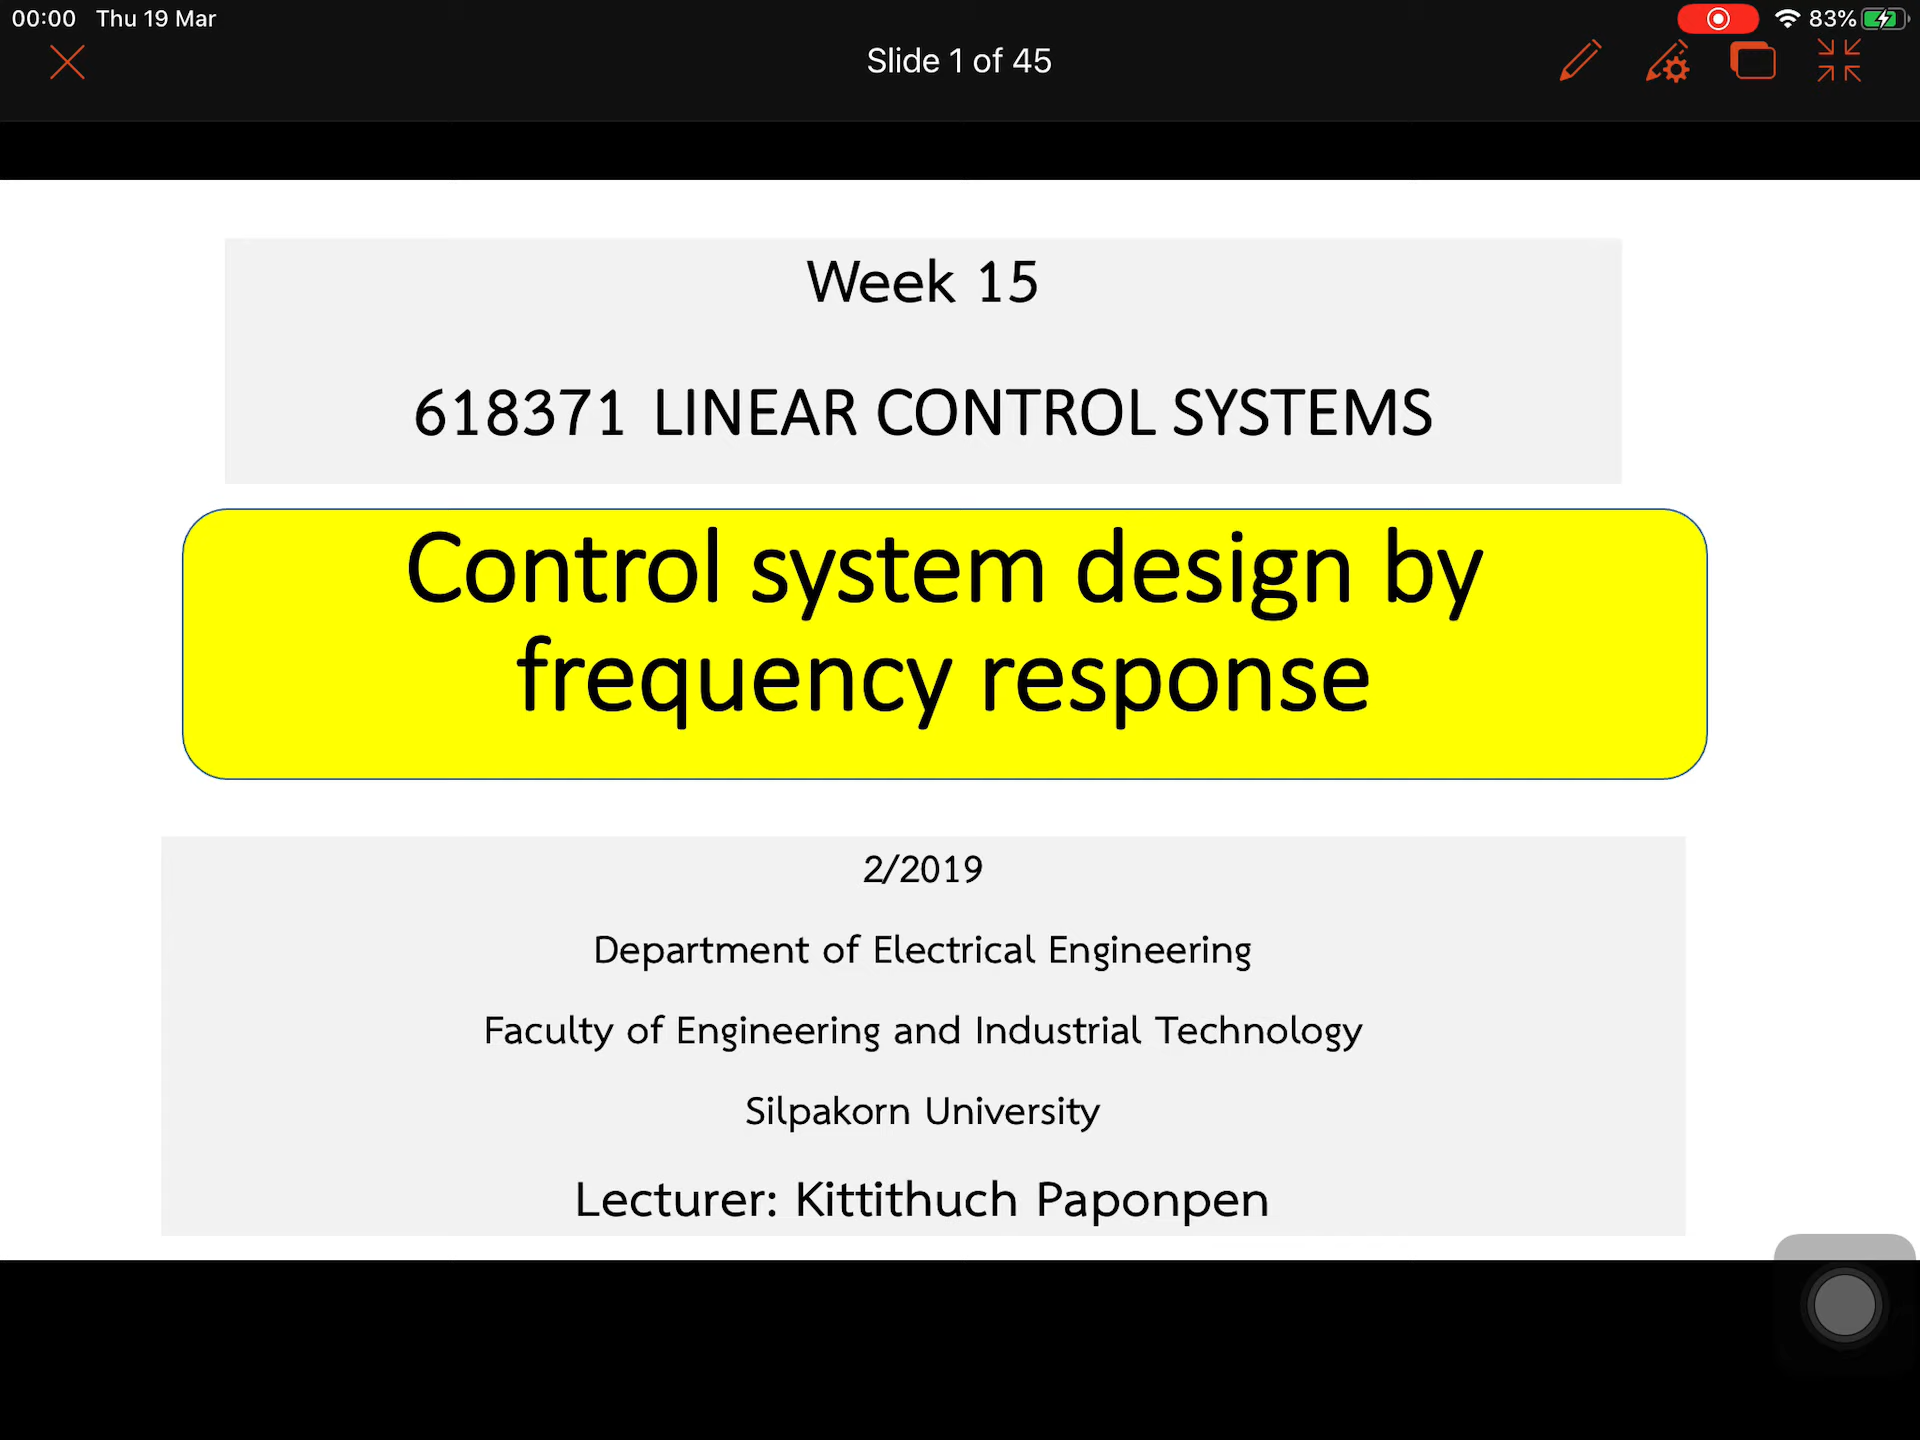 00:00 Thu 19 Mar
83%
Slide 1 of 45
Week 15
618371 LINEAR CONTROL SYSTEMS
Control system design by
frequency response
2/2019
Department of Electrical Engineering
Faculty of Engineering and Industrial Technology
Silpakorn University
Lecturer: Kittithuch Paponpen